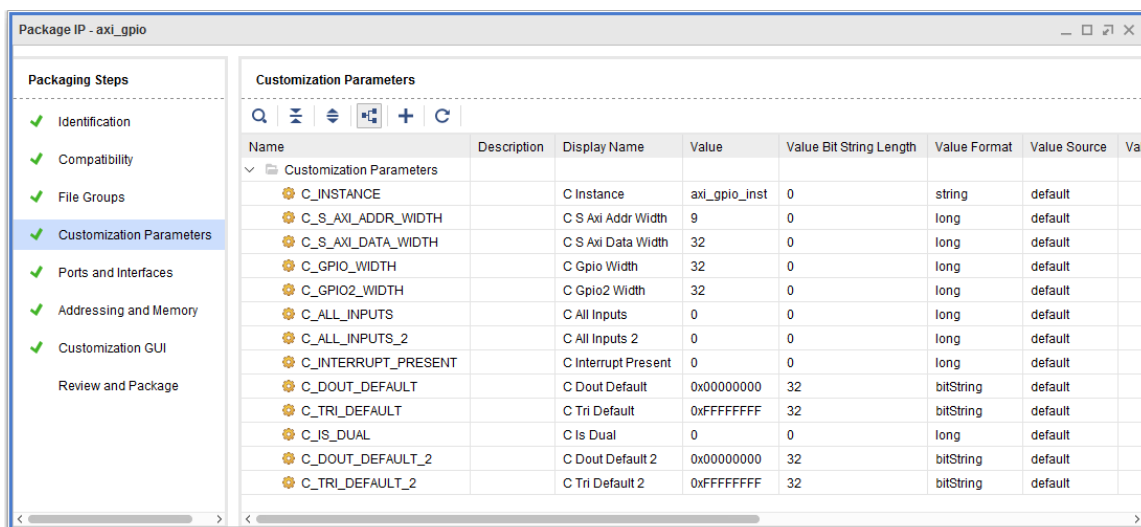 Package IP - axi_gpio
Packaging Steps
Identification
Compatibility
File Groups
Customization Parameters
Ports and Interfaces
Addressing and Memory
Customization GUI
Review and Package
Customization Parameters
Name Description Display Name Value Value Bit String Length Value Format Value Source Va
Customization Parameters
C_INSTANCE C Instance axi_gpio_inst 0 string default
C_S_AXI_ADDR_WIDTH C S Axi Addr Width 9 0 long default
C_S_AXI_DATA_WIDTH C S Axi Data Width 32 0 long default
C_GPIO_WIDTH C Gpio Width 32 0 long default
C_GPIO2_WIDTH C Gpio2 Width 32 0 long default
C_ALL_INPUTS C All Inputs 0 0 long default
C_ALL_INPUTS_2 C All Inputs 2 0 0 long default
C_INTERRUPT_PRESENT C Interrupt Present 0 0 long default
C_DOUT_DEFAULT C Dout Default 0x00000000 32 bitString default
C_TRI_DEFAULT C Tri Default 0xFFFFFFFF 32 bitString default
C_IS_DUAL C Is Dual 0 0 long default
C_DOUT_DEFAULT_2 C Dout Default 2 0x00000000 32 bitString default
C_TRI_DEFAULT_2 C Tri Default 2 0xFFFFFFFF 32 bitString default